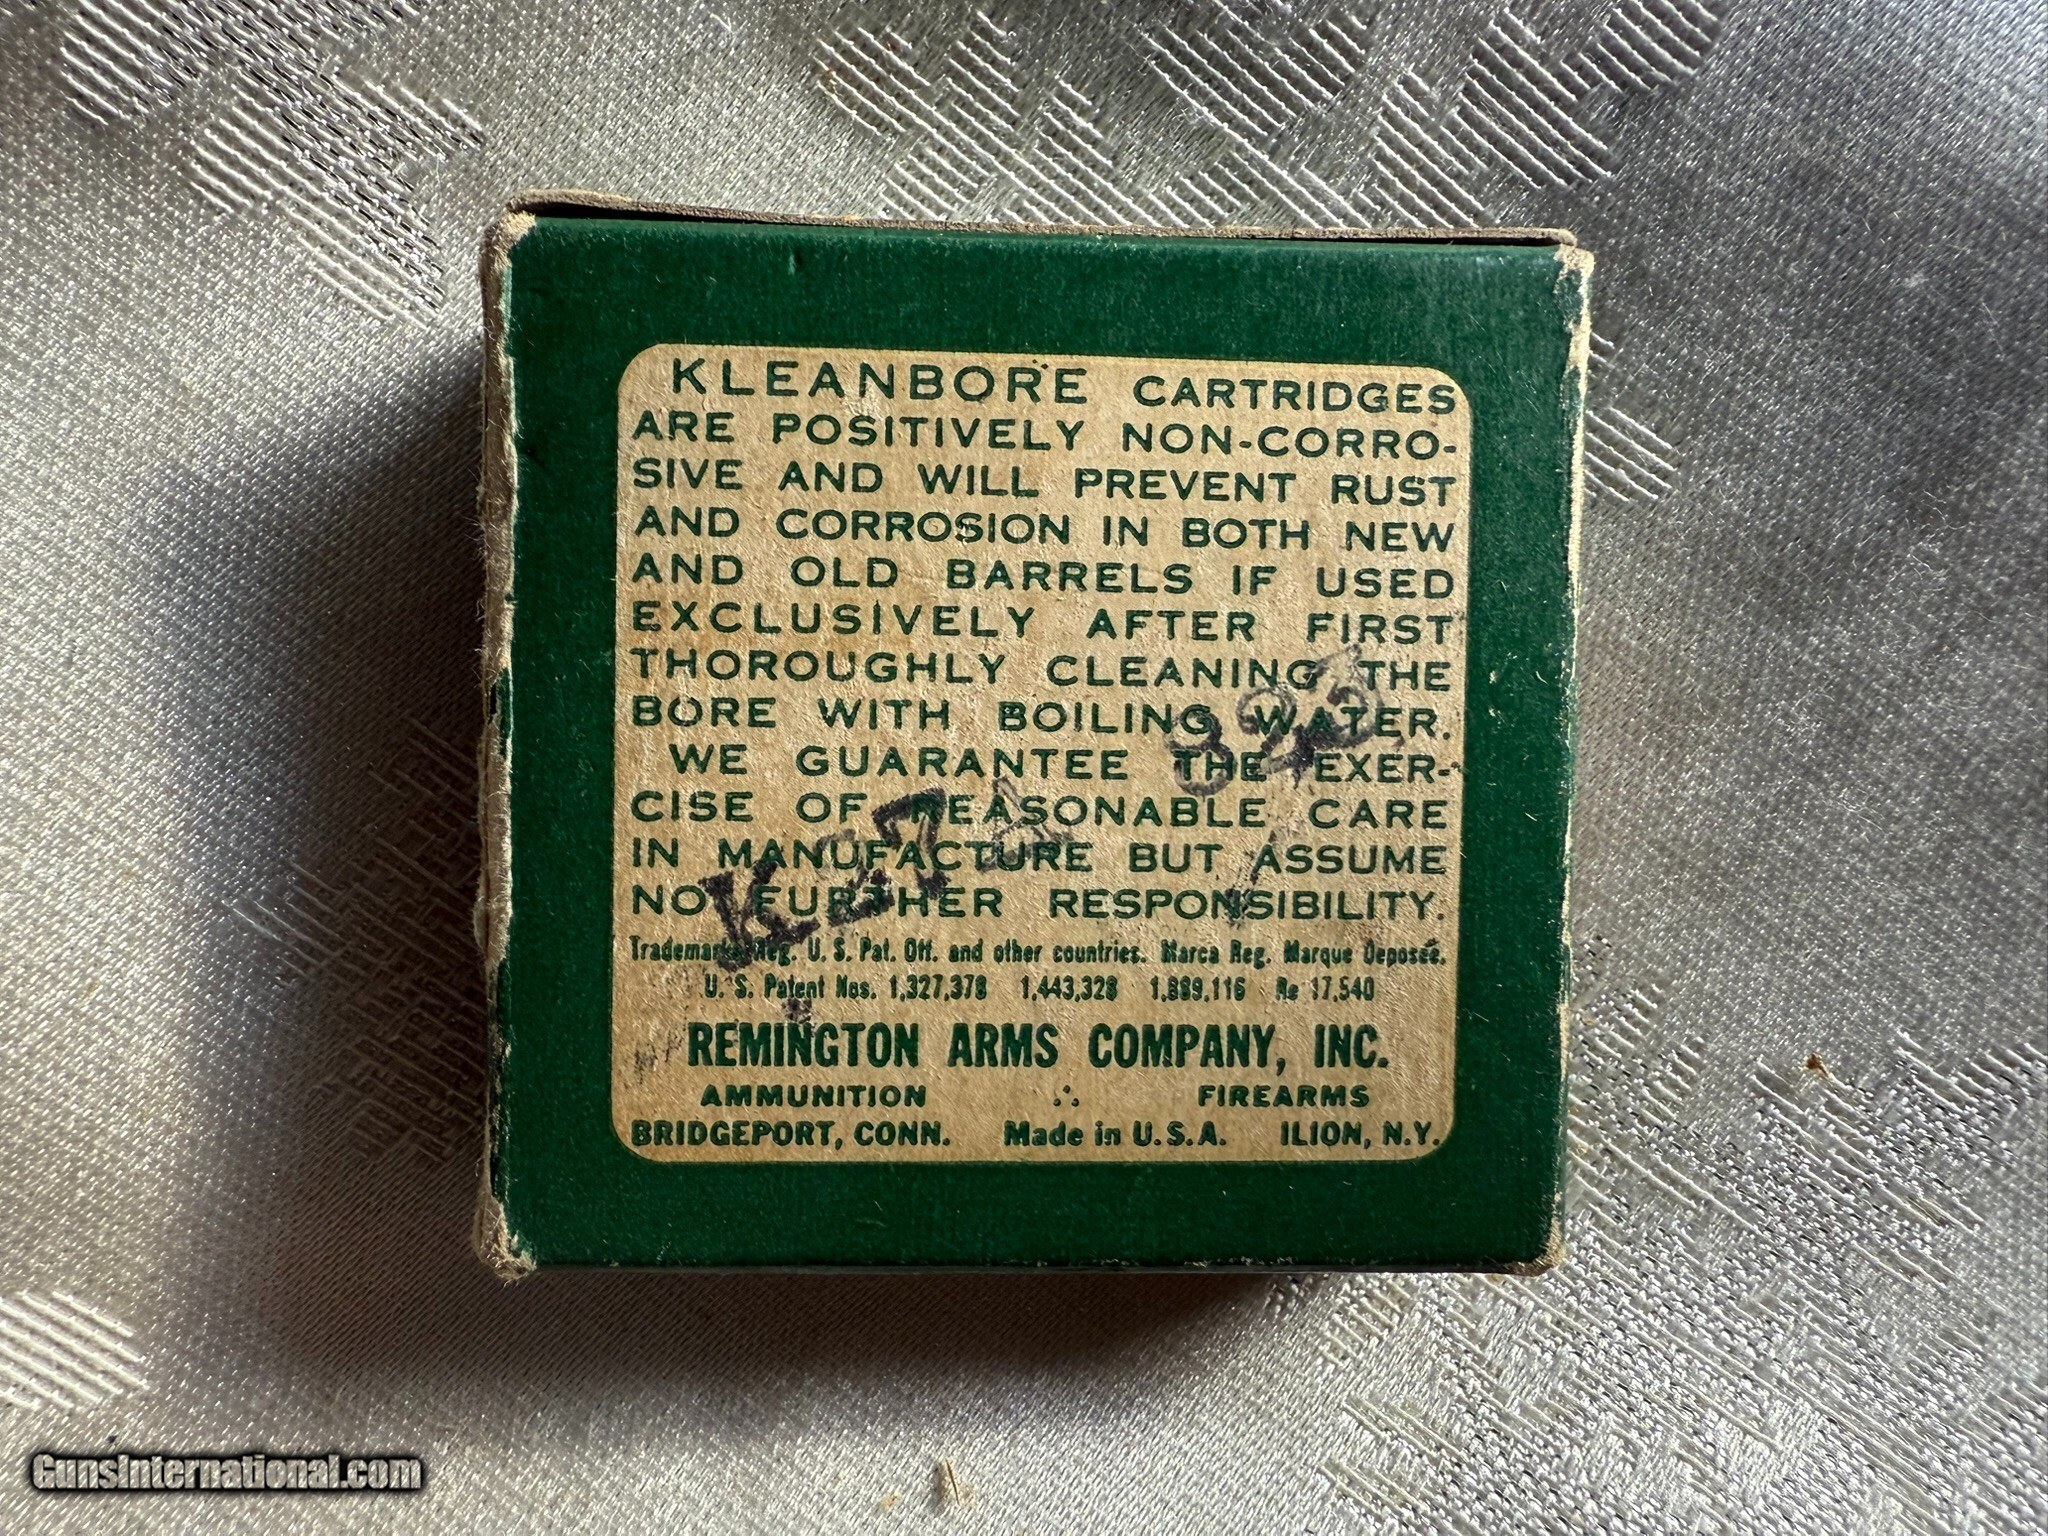 KLEANBORE CARTRIDGES
ARE POSITIVELY NON-CORRO-
SIVE AND WILL PREVENT RUST
AND CORROSION IN BOTH NEW
AND OLD BARRELS IF USED
EXCLUSIVELY AFTER FIRST
THOROUGHLY CLEANING THE
BORE WITH BOILING WATER.
WE GUARANTEE THE EXER-
CISE OF REASONABLE CARE
IN MANUFACTURE BUT ASSUME
NO FURTHER RESPONSIBILITY.
K27
Trademarks Reg. U. S. Pat. Off. and other countries. Marca Reg. Marque Deposée.
U. S. Patent Nos. 1,327,378 1,443,328 1,889,116 Re 17,540
REMINGTON ARMS COMPANY, INC.
AMMUNITION FIREARMS
BRIDGEPORT, CONN. Made in U.S.A. ILION, N.Y.
GunsInternational.com